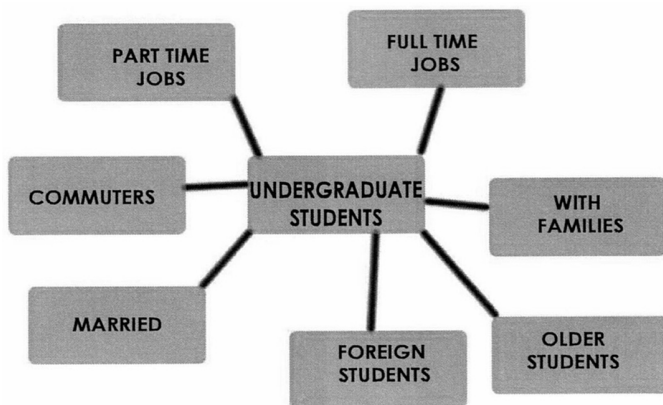 PART TIME
JOBS
FULL TIME
JOBS
COMMUTERS
UNDERGRADUATE
STUDENTS
WITH
FAMILIES
MARRIED
FOREIGN
STUDENTS
OLDER
STUDENTS